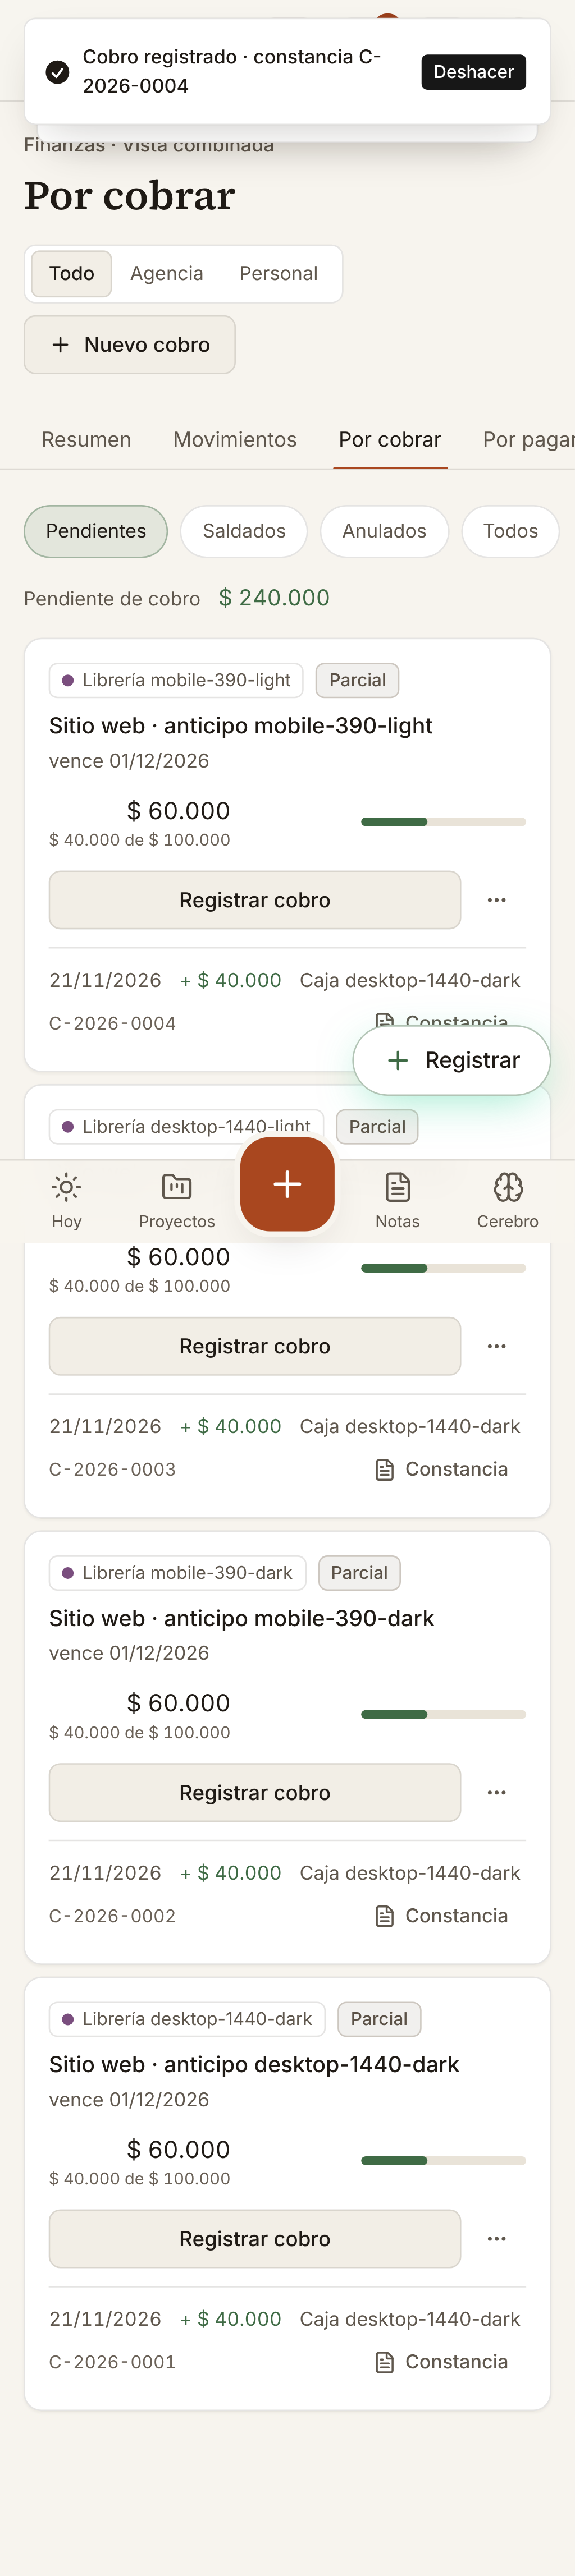 Cobro registrado · constancia C-
2026-0004
Deshacer
Finanzas · Vista combinada
Por cobrar
Todo Agencia Personal
+ Nuevo cobro
Resumen Movimientos Por cobrar Por pagar
Pendientes Saldados Anulados Todos
Pendiente de cobro $ 240.000
Librería mobile-390-light Parcial
Sitio web · anticipo mobile-390-light
vence 01/12/2026
$ 60.000
$ 40.000 de $ 100.000
Registrar cobro ···
21/11/2026 + $ 40.000 Caja desktop-1440-dark
C-2026-0004 Constancia
+ Registrar
Librería desktop-1440-light Parcial
Hoy Proyectos + Notas Cerebro
$ 60.000
$ 40.000 de $ 100.000
Registrar cobro ···
21/11/2026 + $ 40.000 Caja desktop-1440-dark
C-2026-0003 Constancia
Librería mobile-390-dark Parcial
Sitio web · anticipo mobile-390-dark
vence 01/12/2026
$ 60.000
$ 40.000 de $ 100.000
Registrar cobro ···
21/11/2026 + $ 40.000 Caja desktop-1440-dark
C-2026-0002 Constancia
Librería desktop-1440-dark Parcial
Sitio web · anticipo desktop-1440-dark
vence 01/12/2026
$ 60.000
$ 40.000 de $ 100.000
Registrar cobro ···
21/11/2026 + $ 40.000 Caja desktop-1440-dark
C-2026-0001 Constancia